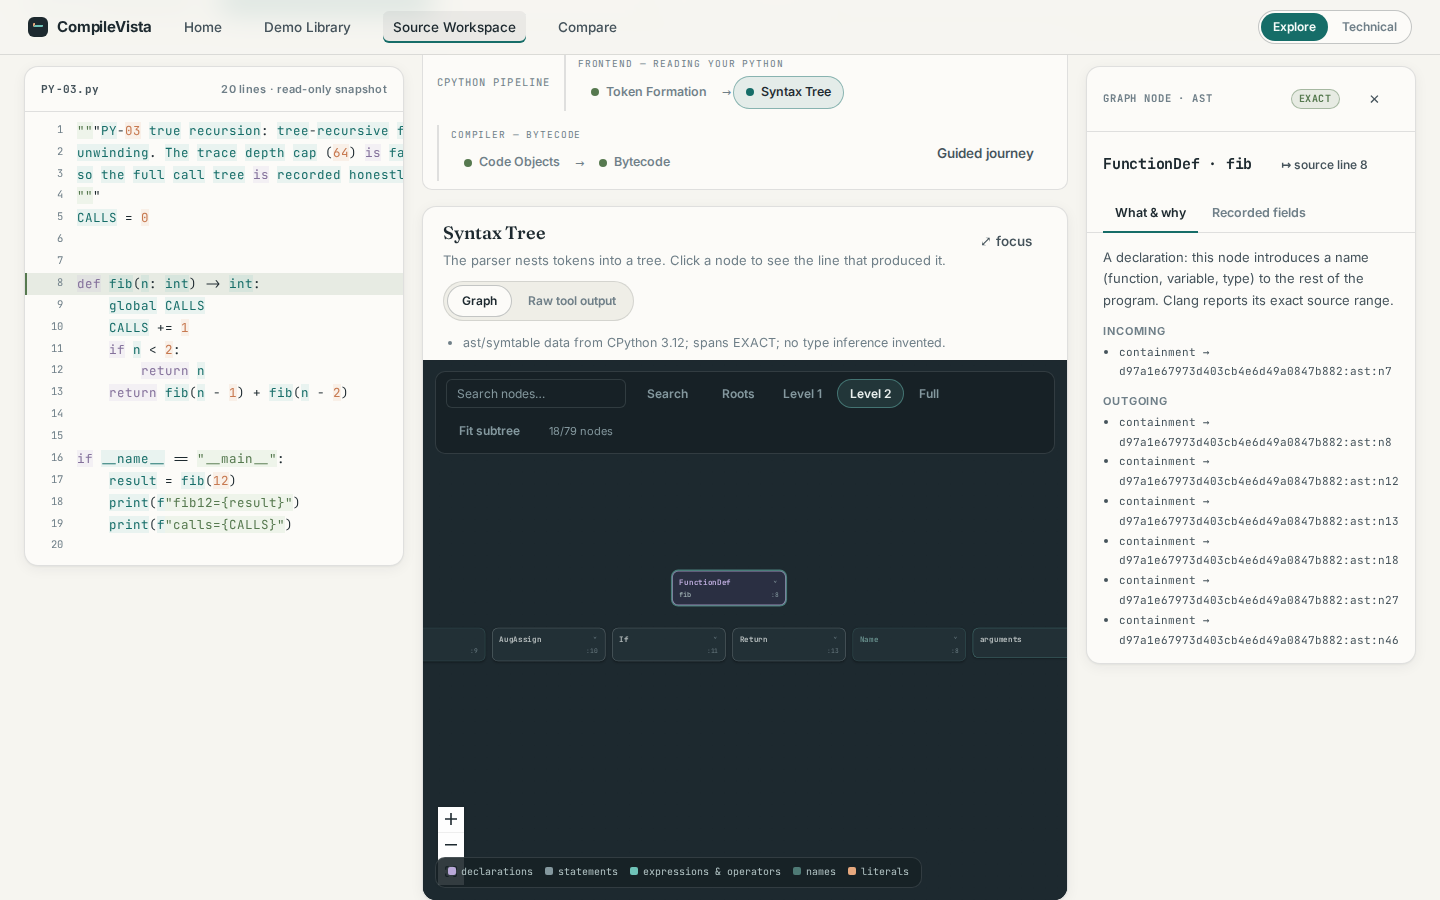 CompileVista
Home
Demo Library
Source Workspace
Compare
Explore
Technical
PY-03.py
20 lines · read-only snapshot
1 """PY-03 true recursion: tree-recursive f
2 unwinding. The trace depth cap (64) is fa
3 so the full call tree is recorded honestl
4 """
5 CALLS = 0
6
7
8 def fib(n: int) → int:
9 global CALLS
10 CALLS += 1
11 if n < 2:
12 return n
13 return fib(n - 1) + fib(n - 2)
14
15
16 if __name__ == "__main__":
17 result = fib(12)
18 print(f"fib12={result}")
19 print(f"calls={CALLS}")
20
CPYTHON PIPELINE
FRONTEND — READING YOUR PYTHON
Token Formation → Syntax Tree
COMPILER — BYTECODE
Code Objects → Bytecode
Guided journey
Syntax Tree
⤢ focus
The parser nests tokens into a tree. Click a node to see the line that produced it.
Graph
Raw tool output
• ast/symtable data from CPython 3.12; spans EXACT; no type inference invented.
Search nodes...
Search
Roots
Level 1
Level 2
Full
Fit subtree
18/79 nodes
FunctionDef
fib :8
:9
AugAssign
:10
If
:11
Return
:13
Name
:8
arguments
+
−
declarations
statements
expressions & operators
names
literals
GRAPH NODE · AST
EXACT
×
FunctionDef · fib
↦ source line 8
What & why
Recorded fields
A declaration: this node introduces a name
(function, variable, type) to the rest of the
program. Clang reports its exact source range.
INCOMING
• containment →
d97a1e67973d403cb4e6d49a0847b882:ast:n7
OUTGOING
• containment →
d97a1e67973d403cb4e6d49a0847b882:ast:n8
• containment →
d97a1e67973d403cb4e6d49a0847b882:ast:n12
• containment →
d97a1e67973d403cb4e6d49a0847b882:ast:n13
• containment →
d97a1e67973d403cb4e6d49a0847b882:ast:n18
• containment →
d97a1e67973d403cb4e6d49a0847b882:ast:n27
• containment →
d97a1e67973d403cb4e6d49a0847b882:ast:n46